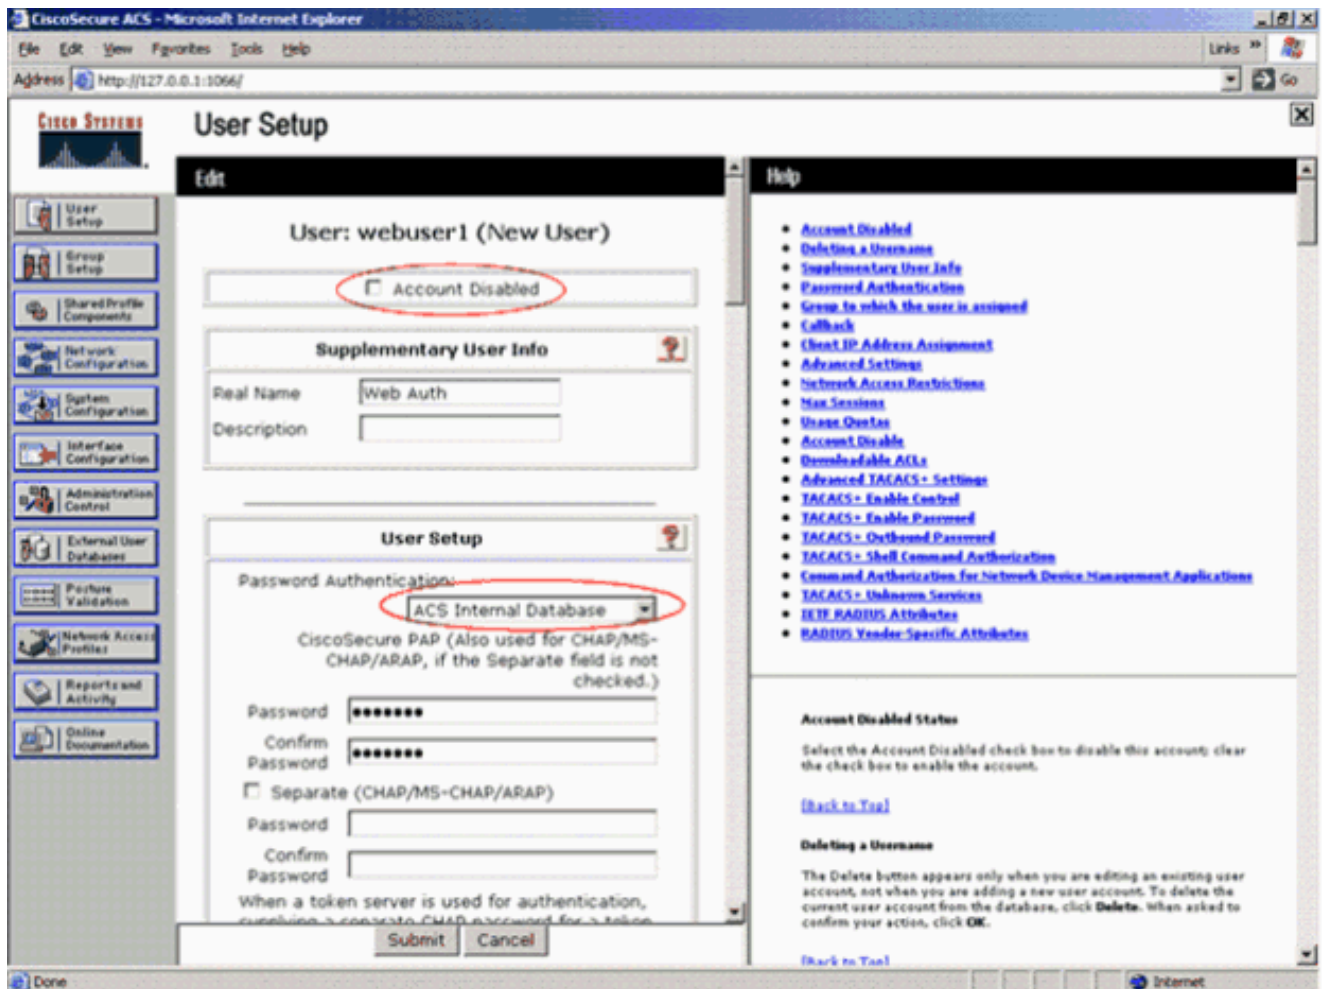 CiscoSecure ACS - Microsoft Internet Explorer
File Edit View Favorites Tools Help
Links »
Address http://127.0.0.1:1066/
Go
CISCO SYSTEMS
User Setup
Edit
User: webuser1 (New User)
Account Disabled
Supplementary User Info
Real Name Web Auth
Description
User Setup
Password Authentication:
ACS Internal Database
CiscoSecure PAP (Also used for CHAP/MS-
CHAP/ARAP, if the Separate field is not
checked.)
Password •••••••
Confirm
Password •••••••
Separate (CHAP/MS-CHAP/ARAP)
Password
Confirm
Password
When a token server is used for authentication,
supplying a separate CHAP password for a token
Submit Cancel
User
Setup
Group
Setup
Shared Profile
Components
Network
Configuration
System
Configuration
Interface
Configuration
Administration
Control
External User
Databases
Posture
Validation
Network Access
Profiles
Reports and
Activity
Online
Documentation
Help
• Account Disabled
• Deleting a Username
• Supplementary User Info
• Password Authentication
• Group to which the user is assigned
• Callback
• Client IP Address Assignment
• Advanced Settings
• Network Access Restrictions
• Max Sessions
• Usage Quotas
• Account Disable
• Downloadable ACLs
• Advanced TACACS+ Settings
• TACACS+ Enable Control
• TACACS+ Enable Password
• TACACS+ Outbound Password
• TACACS+ Shell Command Authorization
• Command Authorization for Network Device Management Applications
• TACACS+ Unknown Services
• IETF RADIUS Attributes
• RADIUS Vendor-Specific Attributes
Account Disabled Status
Select the Account Disabled check box to disable this account; clear
the check box to enable the account.
[Back to Top]
Deleting a Username
The Delete button appears only when you are editing an existing user
account, not when you are adding a new user account. To delete the
current user account from the database, click Delete. When asked to
confirm your action, click OK.
[Back to Top]
Done
Internet